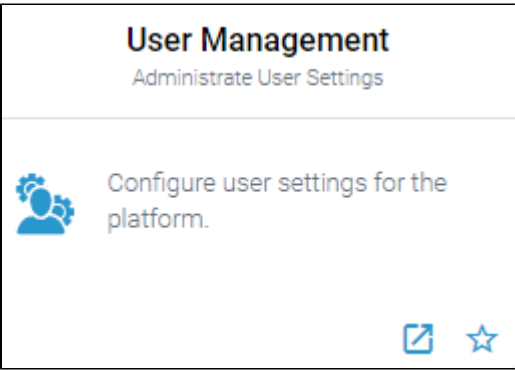 User Management
Administrate User Settings
Configure user settings for the
platform.